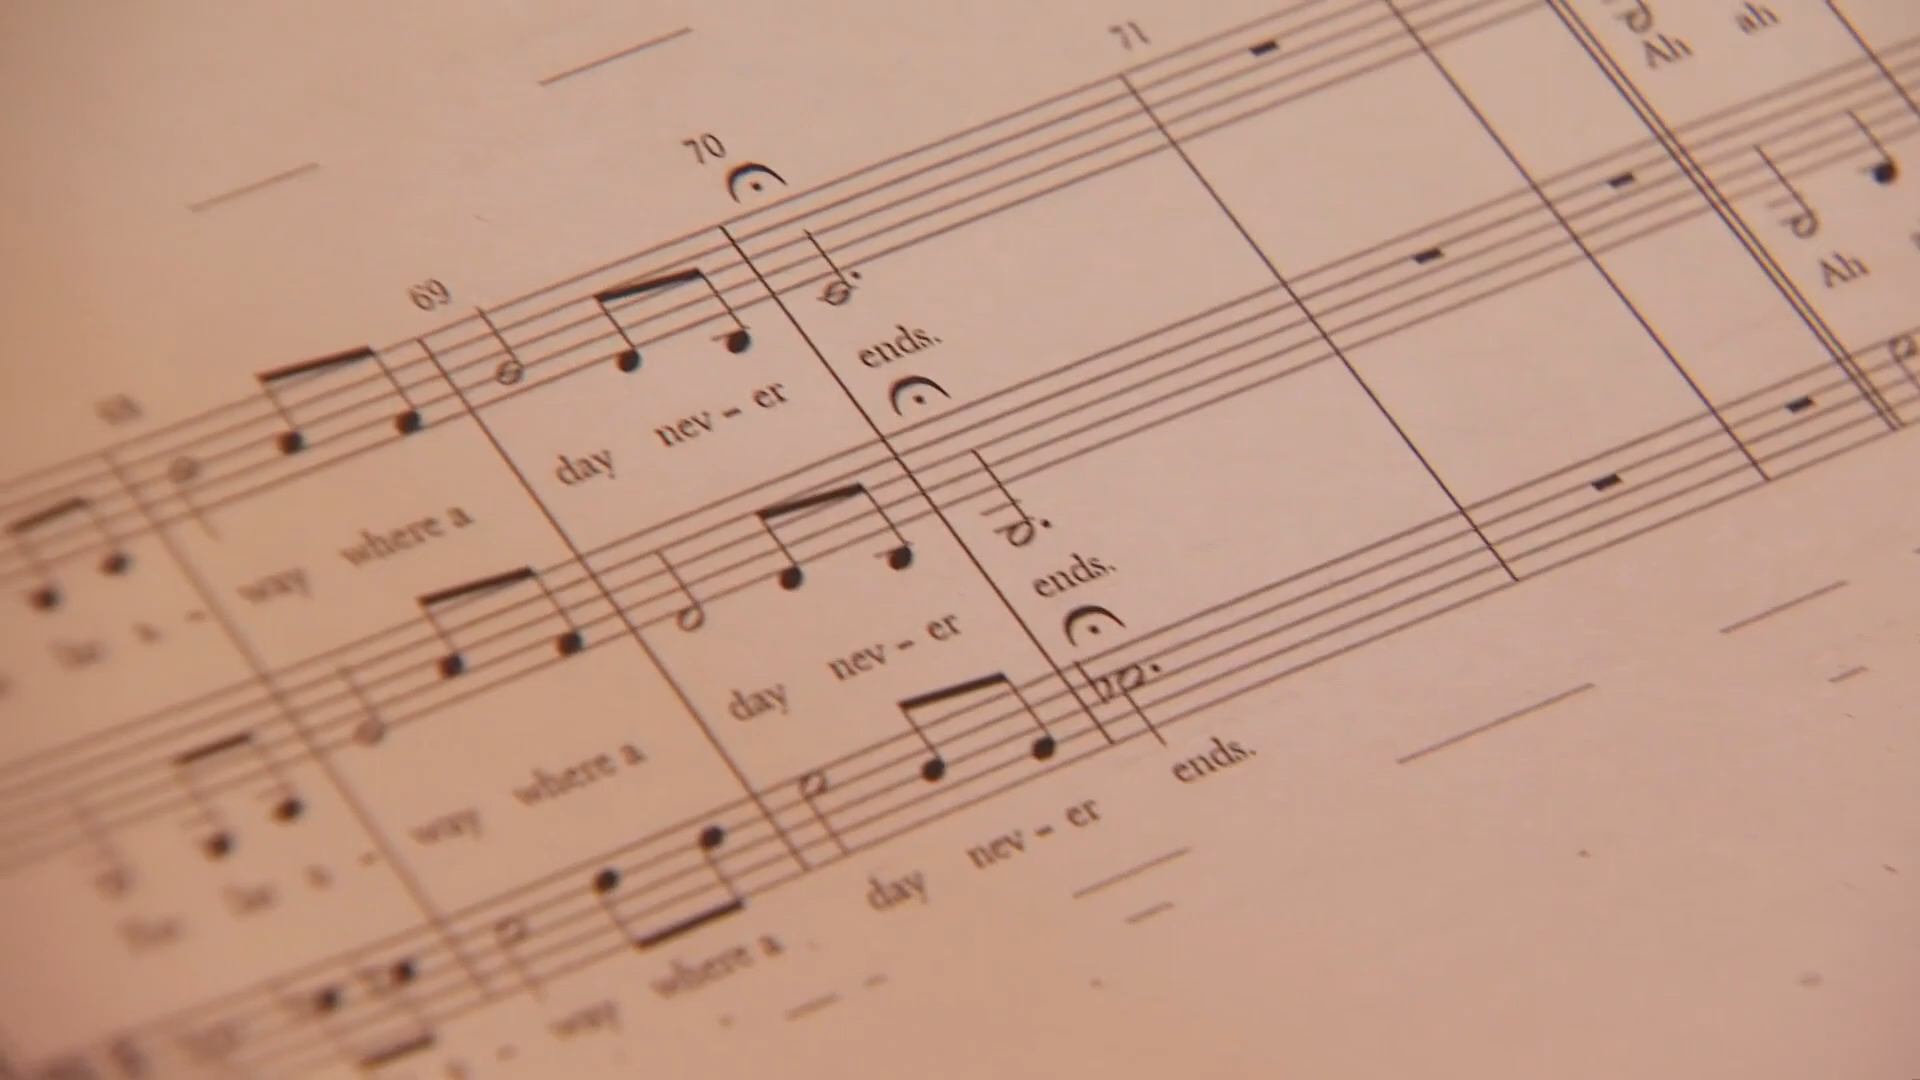 68 69 70 71
way where a day nev - er ends. Ah ah
way where a day nev - er ends. Ah
way where a day nev - er ends.